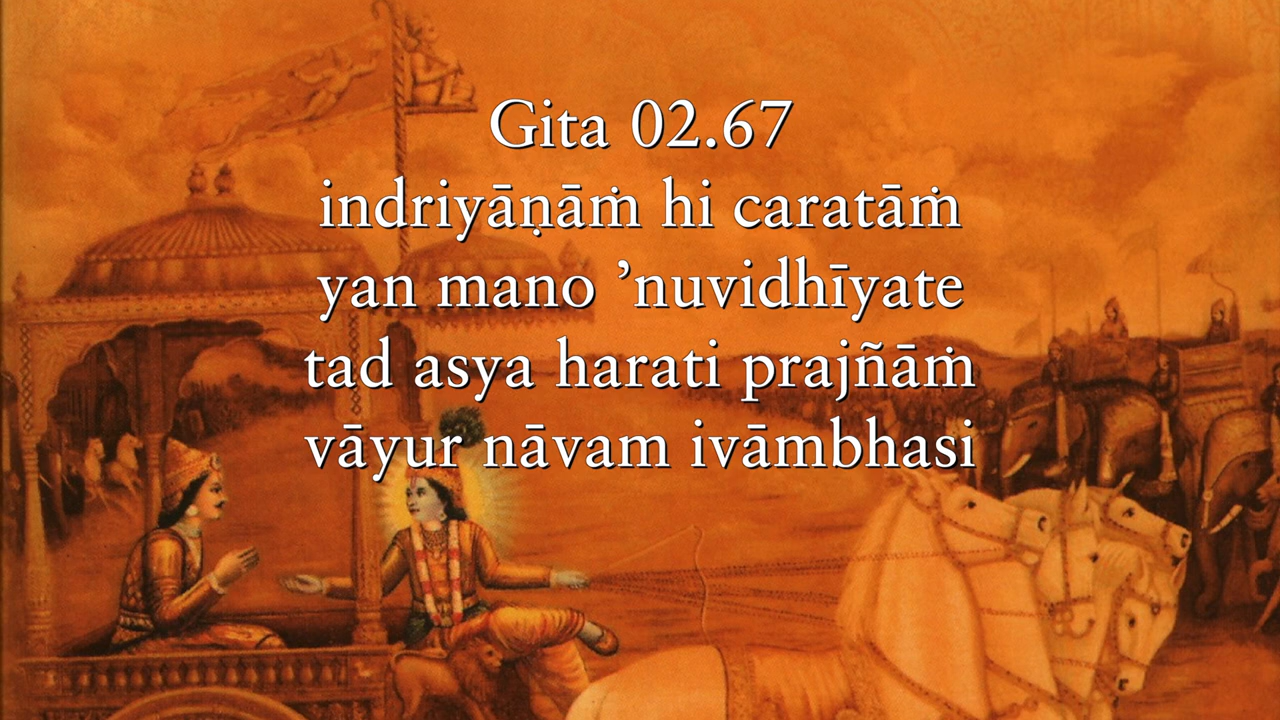 Gita 02.67
indriyāṇāṁ hi caratāṁ
yan mano ’nuvidhīyate
tad asya harati prajñāṁ
vāyur nāvam ivāmbhasi